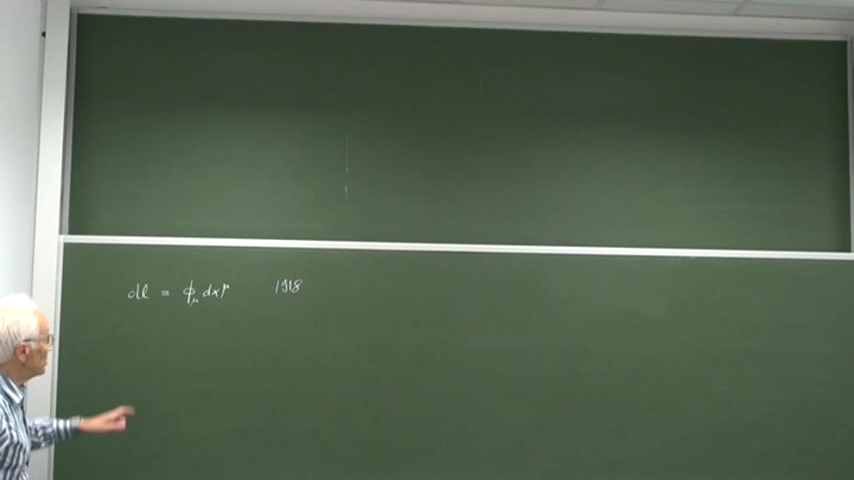 dl = ϕ_μ dx^μ 1918